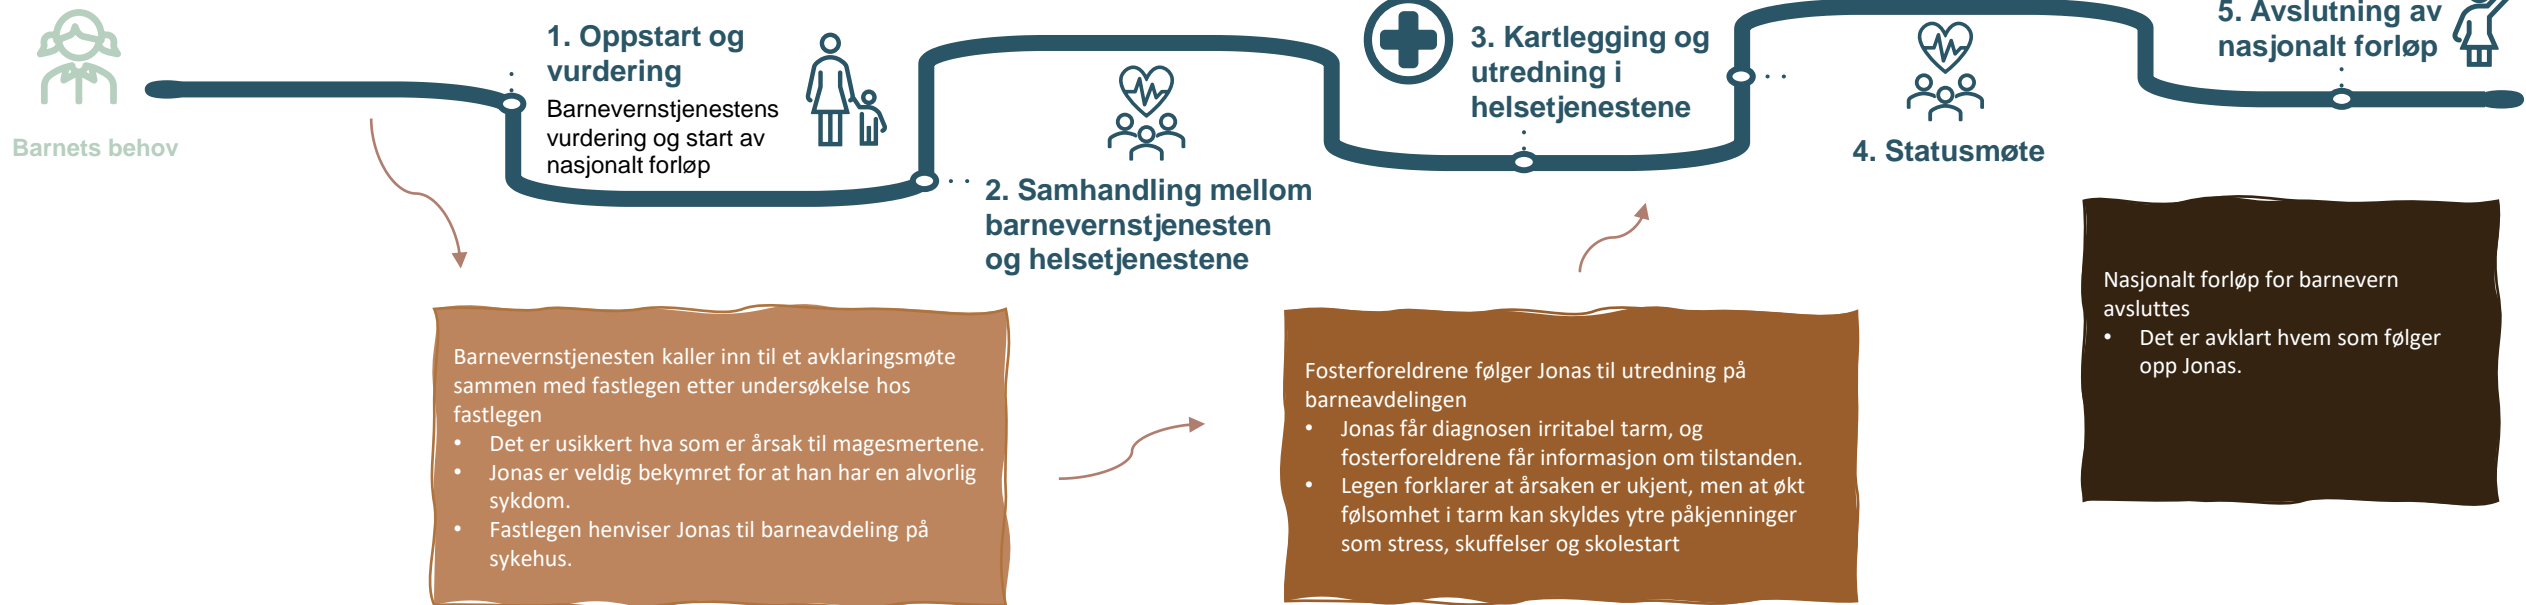 Barnets behov
1. Oppstart og
vurdering
Barnevernstjenestens
vurdering og start av
nasjonalt forløp
2. Samhandling mellom
barnevernstjenesten
og helsetjenestene
3. Kartlegging og
utredning i
helsetjenestene
4. Statusmøte
5. Avslutning av
nasjonalt forløp
Barnevernstjenesten kaller inn til et avklaringsmøte
sammen med fastlegen etter undersøkelse hos
fastlegen
• Det er usikkert hva som er årsak til magesmertene.
• Jonas er veldig bekymret for at han har en alvorlig
sykdom.
• Fastlegen henviser Jonas til barneavdeling på
sykehus.
Fosterforeldrene følger Jonas til utredning på
barneavdelingen
• Jonas får diagnosen irritabel tarm, og
fosterforeldrene får informasjon om tilstanden.
• Legen forklarer at årsaken er ukjent, men at økt
følsomhet i tarm kan skyldes ytre påkjenninger
som stress, skuffelser og skolestart
Nasjonalt forløp for barnevern
avsluttes
• Det er avklart hvem som følger
opp Jonas.